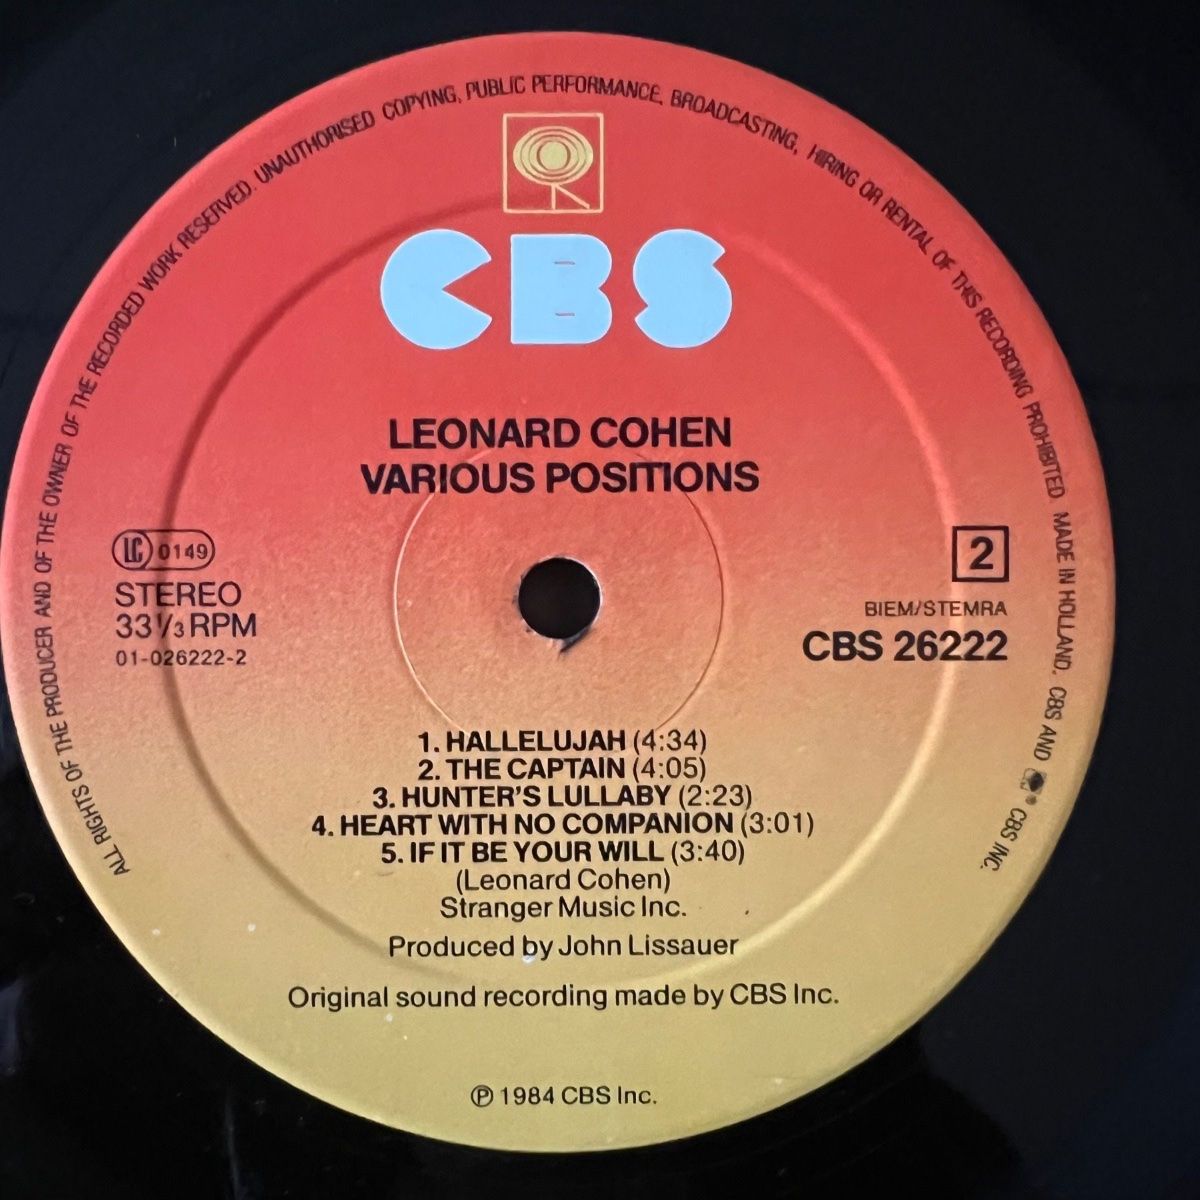 ALL RIGHTS OF THE PRODUCER AND OF THE OWNER OF THE RECORDED WORK RESERVED. UNAUTHORISED COPYING, PUBLIC PERFORMANCE, BROADCASTING, HIRING OR RENTAL OF THIS RECORDING PROHIBITED MADE IN HOLLAND. CBS AND ® CBS INC.
CBS
LEONARD COHEN
VARIOUS POSITIONS
LC 0149
STEREO
33 1/3 RPM
01-026222-2
2
BIEM/STEMRA
CBS 26222
1. HALLELUJAH (4:34)
2. THE CAPTAIN (4:05)
3. HUNTER'S LULLABY (2:23)
4. HEART WITH NO COMPANION (3:01)
5. IF IT BE YOUR WILL (3:40)
(Leonard Cohen)
Stranger Music Inc.
Produced by John Lissauer
Original sound recording made by CBS Inc.
℗ 1984 CBS Inc.